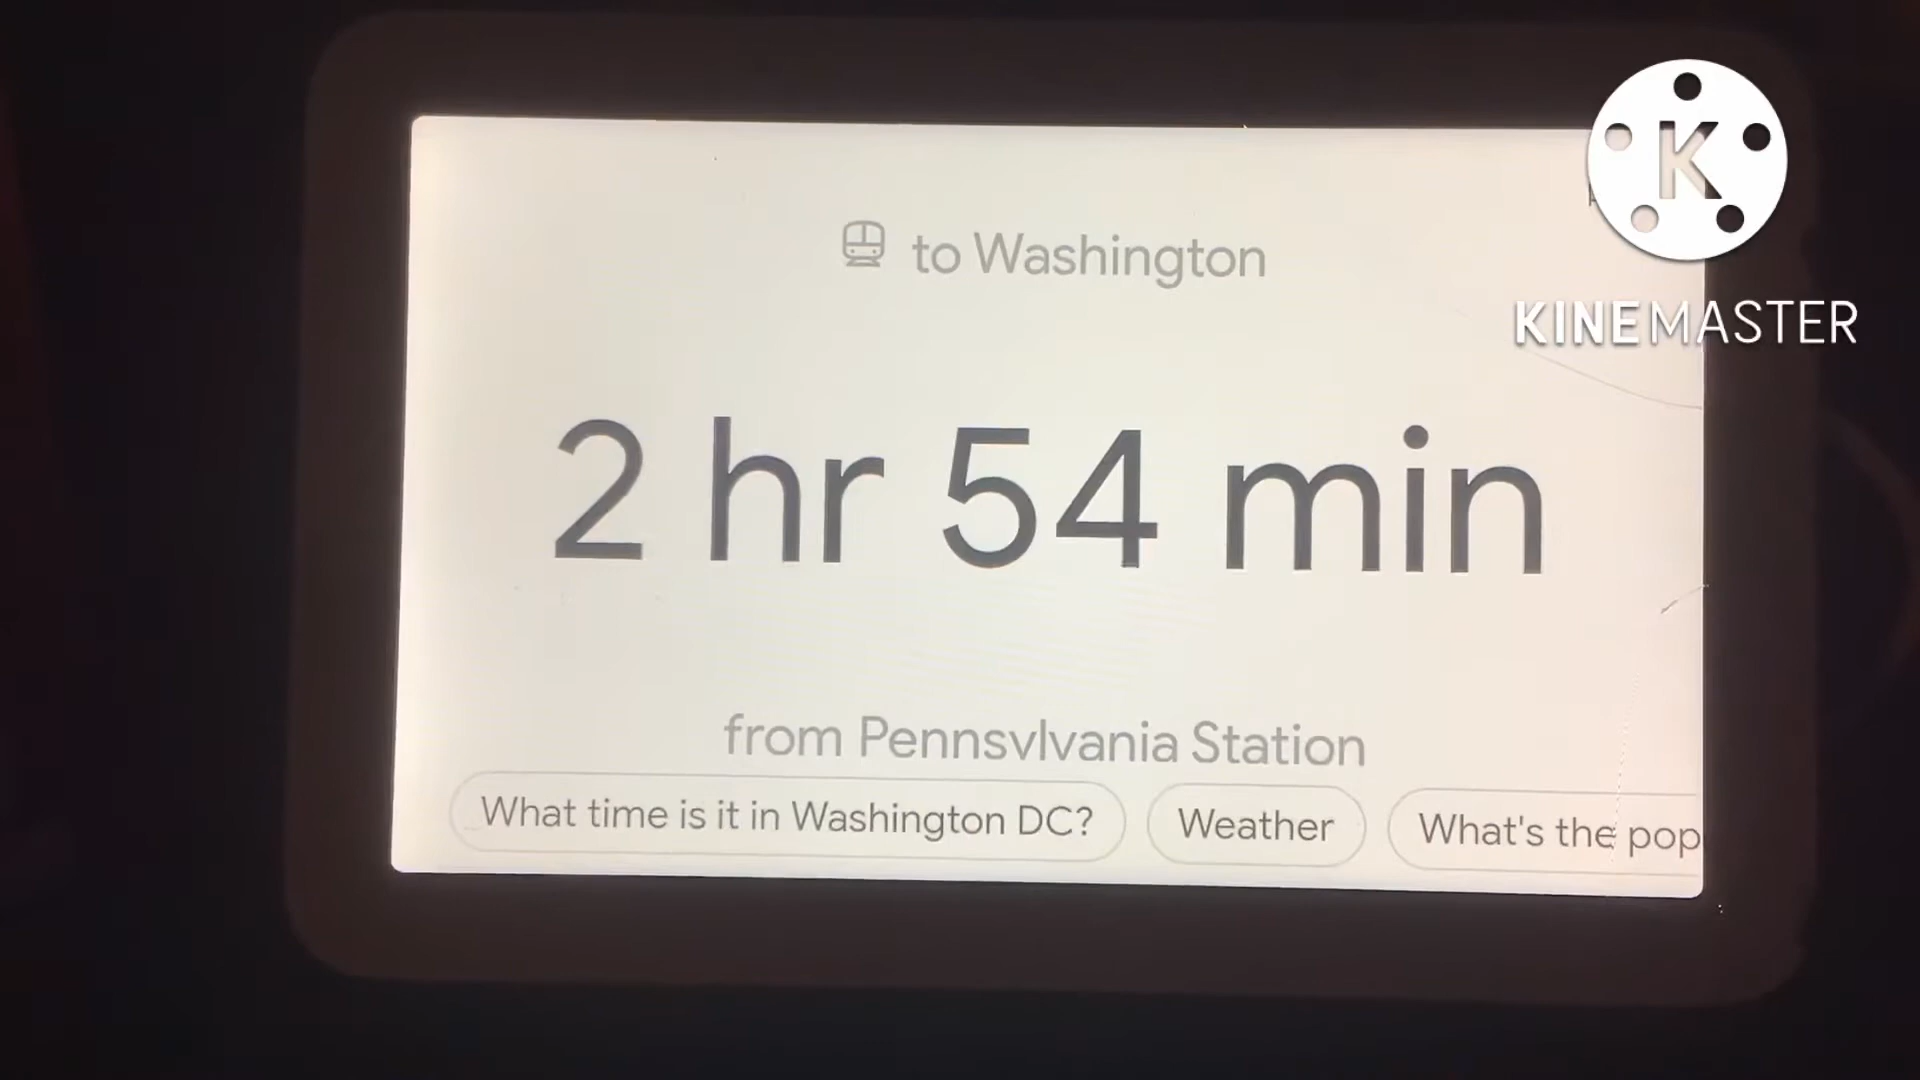 to Washington
2 hr 54 min
from Pennsylvania Station
What time is it in Washington DC?
Weather
What's the pop
K
KINEMASTER